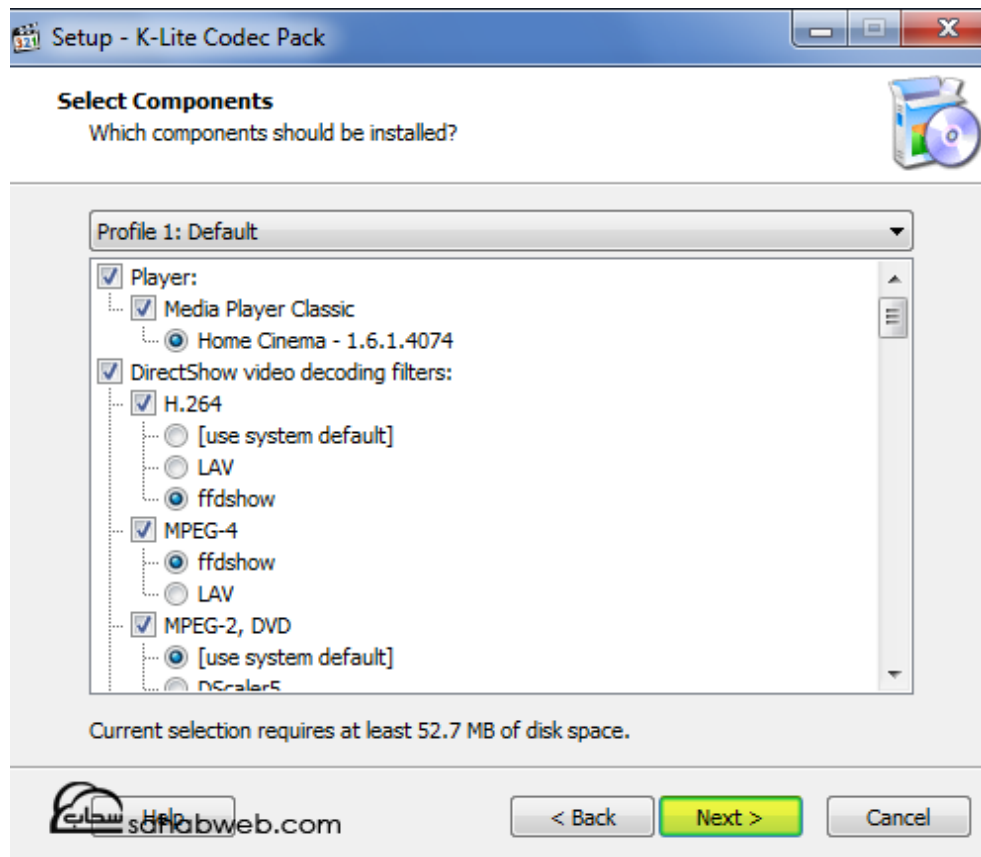 321
Setup - K-Lite Codec Pack
Select Components
Which components should be installed?
Profile 1: Default
Player:
Media Player Classic
Home Cinema - 1.6.1.4074
DirectShow video decoding filters:
H.264
[use system default]
LAV
ffdshow
MPEG-4
ffdshow
LAV
MPEG-2, DVD
[use system default]
DScaler5
Current selection requires at least 52.7 MB of disk space.
Help
سحاب
sahabweb.com
< Back
Next >
Cancel